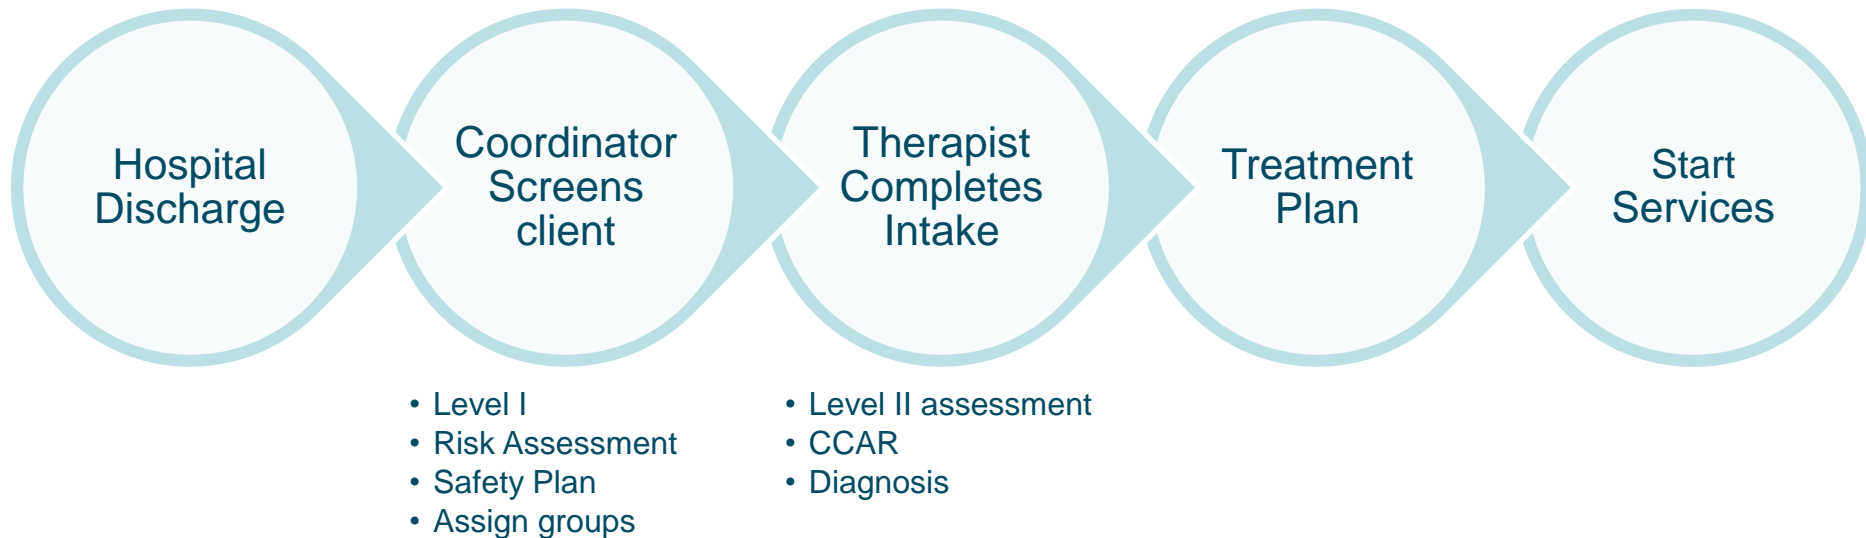 Hospital
Discharge
Coordinator
Screens
client
Therapist
Completes
Intake
Treatment
Plan
Start
Services
• Level I
• Risk Assessment
• Safety Plan
• Assign groups
• Level II assessment
• CCAR
• Diagnosis